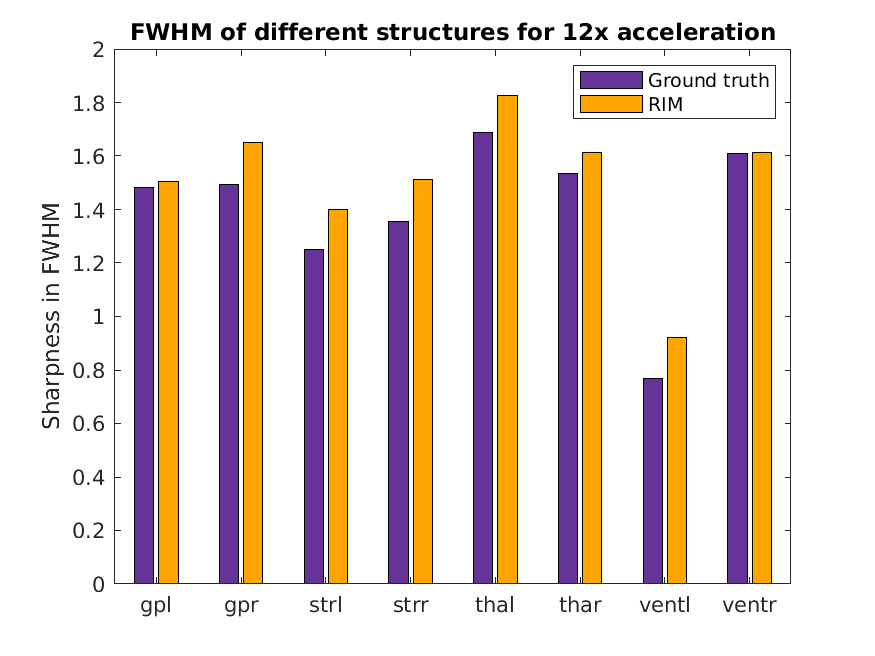 FWHM of different structures for 12x acceleration
Ground truth
RIM
Sharpness in FWHM
2
1.8
1.6
1.4
1.2
1
0.8
0.6
0.4
0.2
0
gpl gpr strl strr thal thar ventl ventr